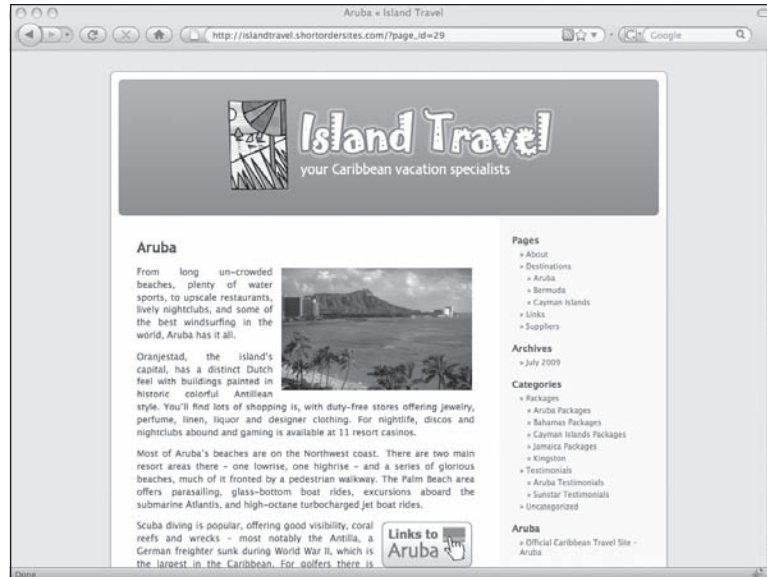 Aruba « Island Travel
http://islandtravel.shortordersites.com/?page_id=29
Google
Island Travel
your Caribbean vacation specialists
Aruba
From long un-crowded
beaches, plenty of water
sports, to upscale restaurants,
lively nightclubs, and some of
the best windsurfing in the
world, Aruba has it all.
Oranjestad, the island's
capital, has a distinct Dutch
feel with buildings painted in
historic colorful Antillean
style. You'll find lots of shopping is, with duty-free stores offering jewelry,
perfume, linen, liquor and designer clothing. For nightlife, discos and
nightclubs abound and gaming is available at 11 resort casinos.
Most of Aruba's beaches are on the Northwest coast. There are two main
resort areas there - one lowrise, one highrise - and a series of glorious
beaches, much of it fronted by a pedestrian walkway. The Palm Beach area
offers parasailing, glass-bottom boat rides, excursions aboard the
submarine Atlantis, and high-octane turbocharged jet boat rides.
Scuba diving is popular, offering good visibility, coral
reefs and wrecks - most notably the Antilla, a
German freighter sunk during World War II, which is
the largest in the Caribbean. For golfers there is
Links to
Aruba
Pages
» About
» Destinations
» Aruba
» Bermuda
» Cayman Islands
» Links
» Suppliers
Archives
» July 2009
Categories
» Packages
» Aruba Packages
» Bahamas Packages
» Cayman Islands Packages
» Jamaica Packages
» Kingston
» Testimonials
» Aruba Testimonials
» Sunstar Testimonials
» Uncategorized
Aruba
» Official Caribbean Travel Site -
Aruba
Done